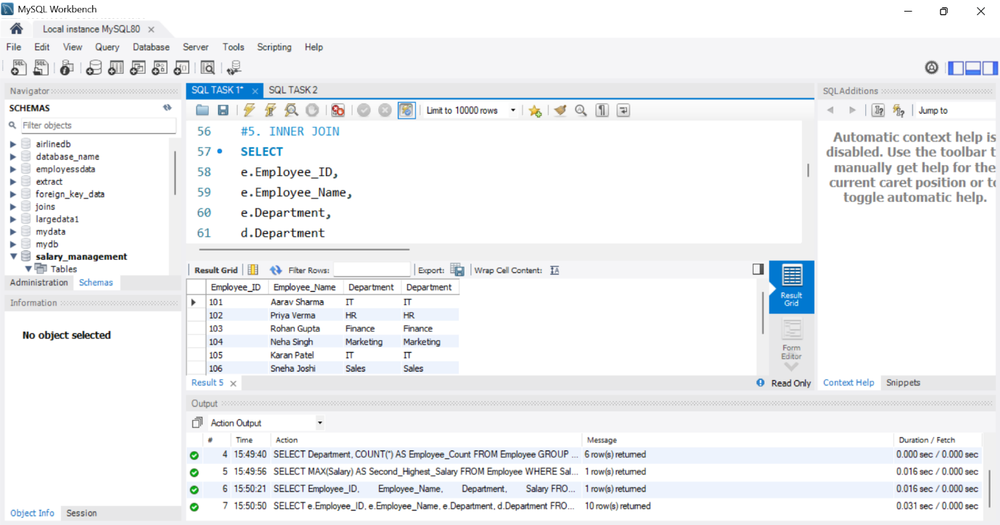 MySQL Workbench
Local instance MySQL80
File Edit View Query Database Server Tools Scripting Help
Navigator
SCHEMAS
Filter objects
airlinedb
database_name
employessdata
extract
foreign_key_data
joins
largedata1
mydata
mydb
salary_management
Tables
Administration Schemas
Information
No object selected
Object Info Session
SQL TASK 1* SQL TASK 2
Limit to 10000 rows
56 #5. INNER JOIN
57 SELECT
58 e.Employee_ID,
59 e.Employee_Name,
60 e.Department,
61 d.Department
Result Grid Filter Rows: Export: Wrap Cell Content:
Employee_ID Employee_Name Department Department
101 Aarav Sharma IT IT
102 Priya Verma HR HR
103 Rohan Gupta Finance Finance
104 Neha Singh Marketing Marketing
105 Karan Patel IT IT
106 Sneha Joshi Sales Sales
Result Grid
Form Editor
Result 5 Read Only
SQLAdditions
Jump to
Automatic context help is
disabled. Use the toolbar t
manually get help for the
current caret position or to
toggle automatic help.
Context Help Snippets
Output
Action Output
# Time Action Message Duration / Fetch
4 15:49:40 SELECT Department, COUNT(*) AS Employee_Count FROM Employee GROUP ... 6 row(s) returned 0.000 sec / 0.000 sec
5 15:49:56 SELECT MAX(Salary) AS Second_Highest_Salary FROM Employee WHERE Sal... 1 row(s) returned 0.016 sec / 0.000 sec
6 15:50:21 SELECT Employee_ID, Employee_Name, Department, Salary FRO... 1 row(s) returned 0.016 sec / 0.000 sec
7 15:50:50 SELECT e.Employee_ID, e.Employee_Name, e.Department, d.Department FRO... 10 row(s) returned 0.031 sec / 0.000 sec